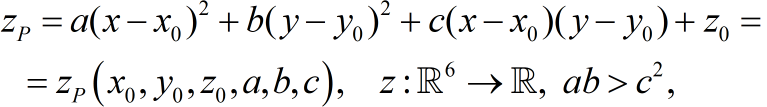 z_P = a(x−x_0)^2 + b(y−y_0)^2 + c(x−x_0)(y−y_0) + z_0 =
= z_P(x_0, y_0, z_0, a, b, c),   z : ℝ^6 → ℝ, ab > c^2,